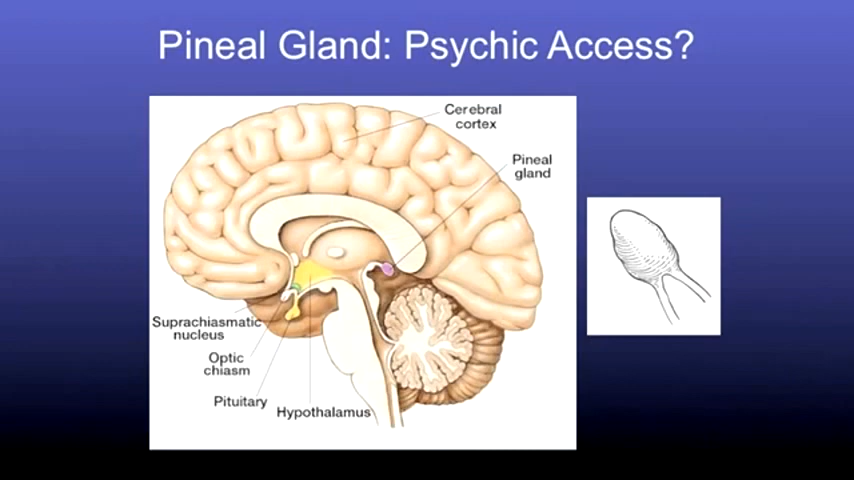 Pineal Gland: Psychic Access?
Cerebral
cortex
Pineal
gland
Suprachiasmatic
nucleus
Optic
chiasm
Pituitary
Hypothalamus